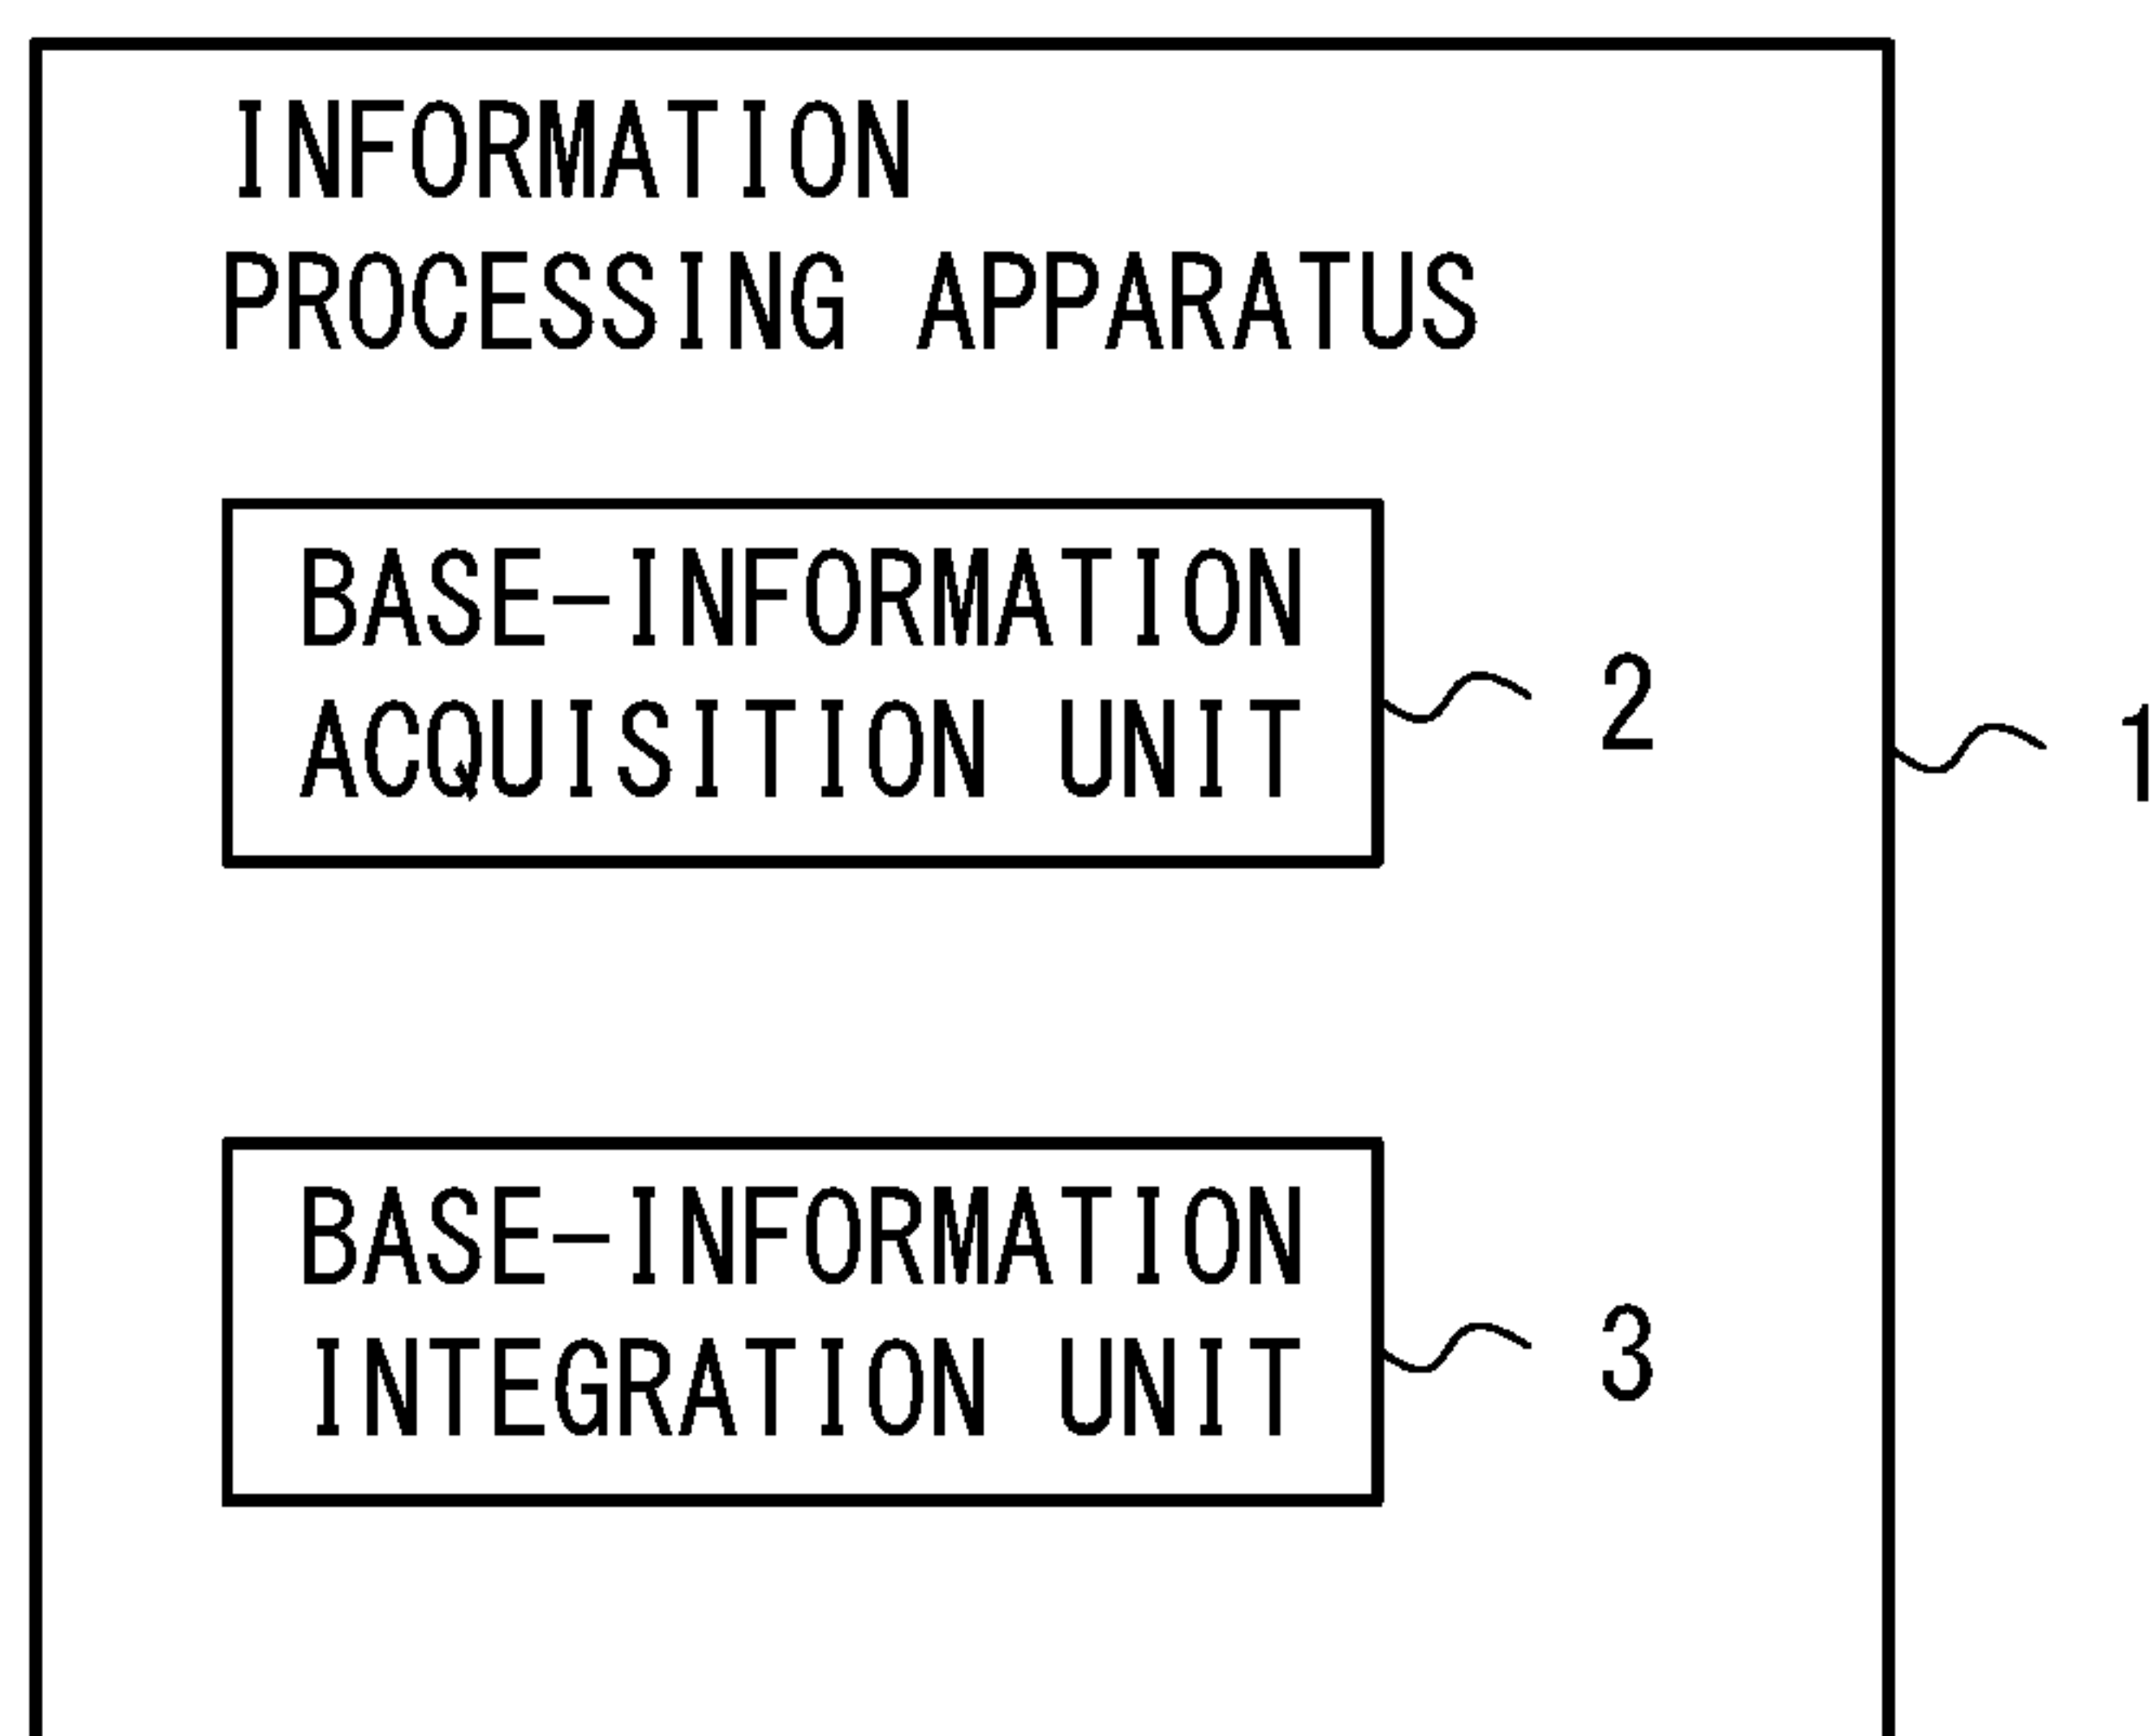 INFORMATION
PROCESSING APPARATUS
BASE-INFORMATION
ACQUISITION UNIT
2
1
BASE-INFORMATION
INTEGRATION UNIT
3